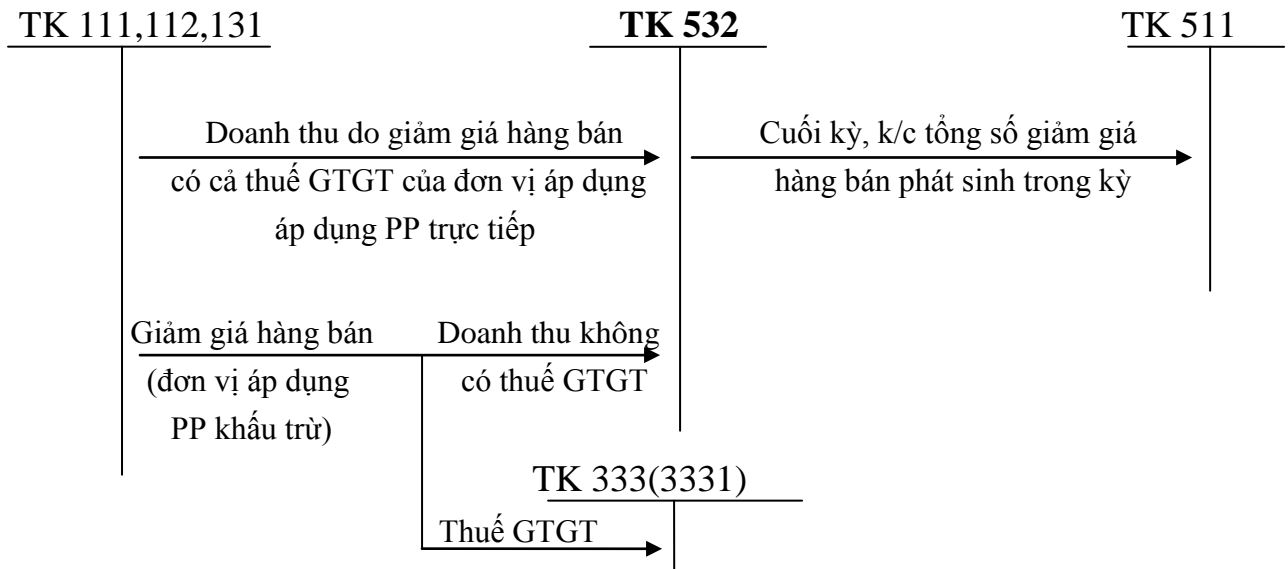 TK 111,112,131
TK 532
TK 511
Doanh thu do giảm giá hàng bán
có cả thuế GTGT của đơn vị áp dụng
áp dụng PP trực tiếp
Cuối kỳ, k/c tổng số giảm giá
hàng bán phát sinh trong kỳ
Giảm giá hàng bán
(đơn vị áp dụng
PP khấu trừ)
Doanh thu không
có thuế GTGT
TK 333(3331)
Thuế GTGT